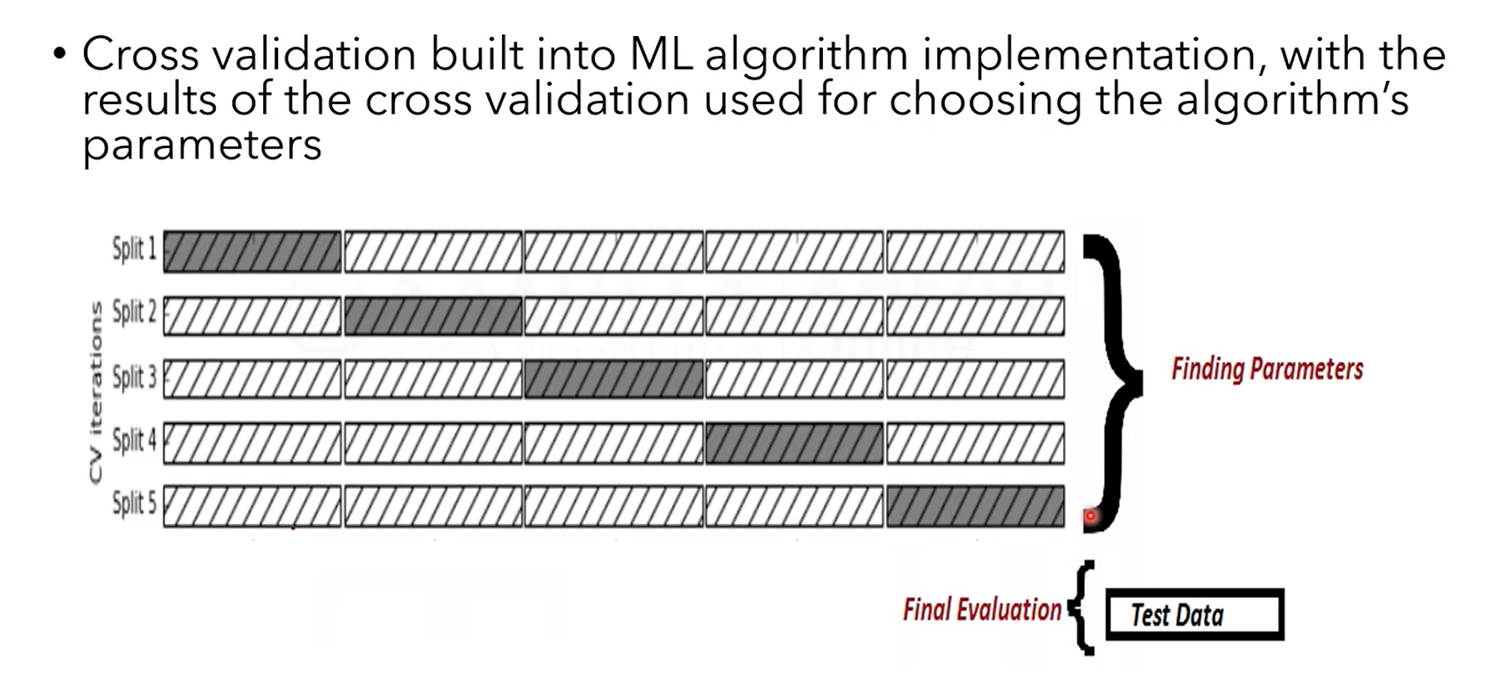 • Cross validation built into ML algorithm implementation, with the
results of the cross validation used for choosing the algorithm’s
parameters
CV iterations
Split 1
Split 2
Split 3
Split 4
Split 5
Finding Parameters
Final Evaluation
Test Data